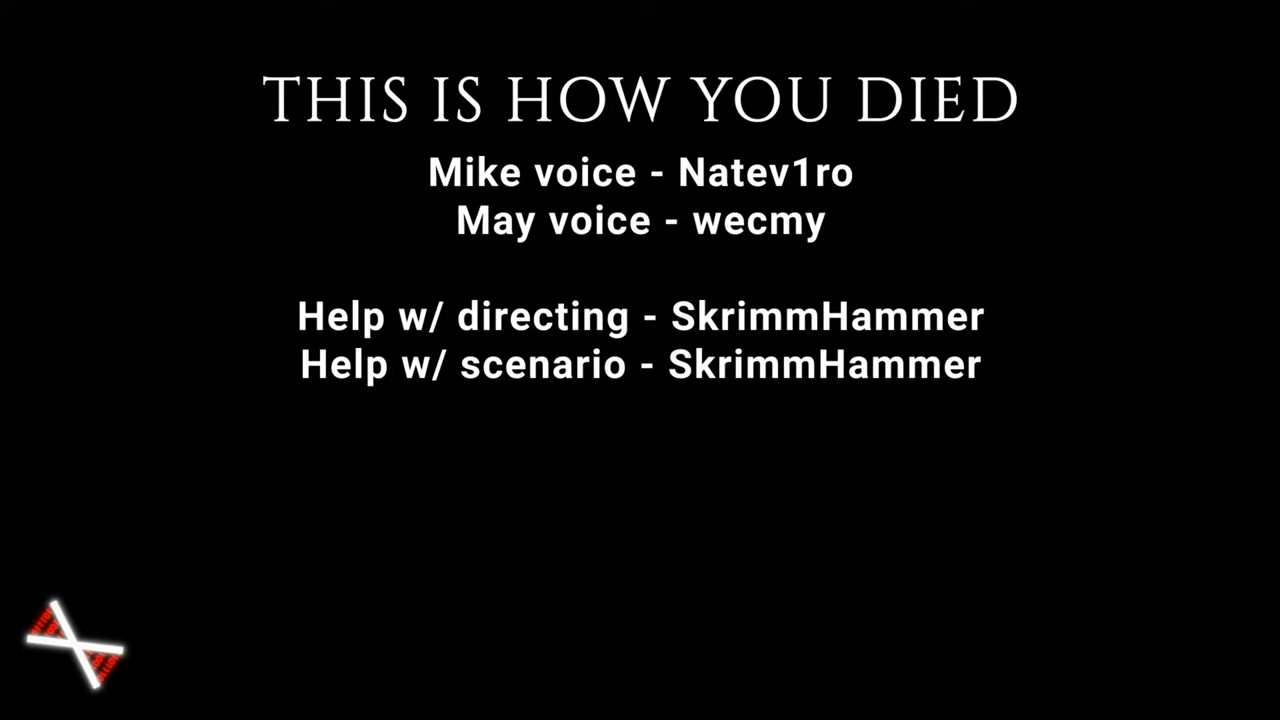 THIS IS HOW YOU DIED
Mike voice - Natev1ro
May voice - wecmy
Help w/ directing - SkrimmHammer
Help w/ scenario - SkrimmHammer